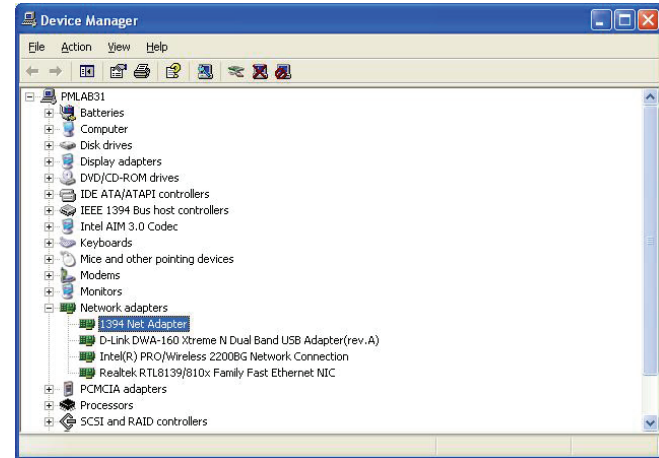 Device Manager
File Action View Help
PMLAB31
Batteries
Computer
Disk drives
Display adapters
DVD/CD-ROM drives
IDE ATA/ATAPI controllers
IEEE 1394 Bus host controllers
Intel AIM 3.0 Codec
Keyboards
Mice and other pointing devices
Modems
Monitors
Network adapters
1394 Net Adapter
D-Link DWA-160 Xtreme N Dual Band USB Adapter(rev.A)
Intel(R) PRO/Wireless 2200BG Network Connection
Realtek RTL8139/810x Family Fast Ethernet NIC
PCMCIA adapters
Processors
SCSI and RAID controllers